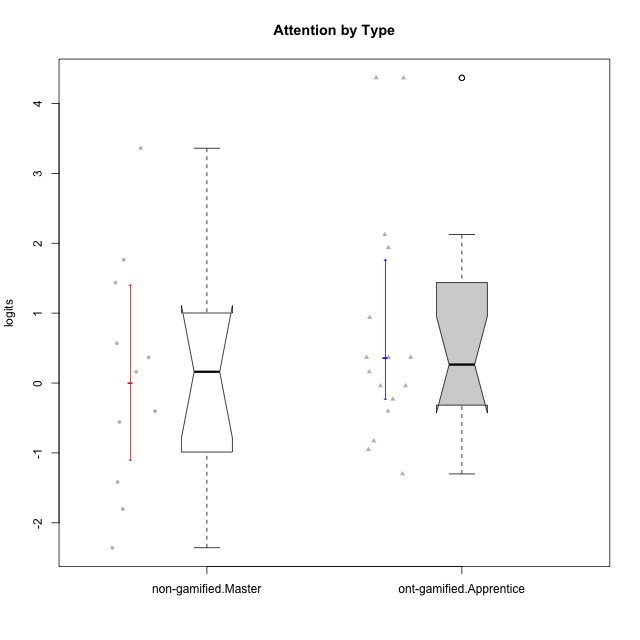 Attention by Type
logits
4
3
2
1
0
-1
-2
non-gamified.Master
ont-gamified.Apprentice